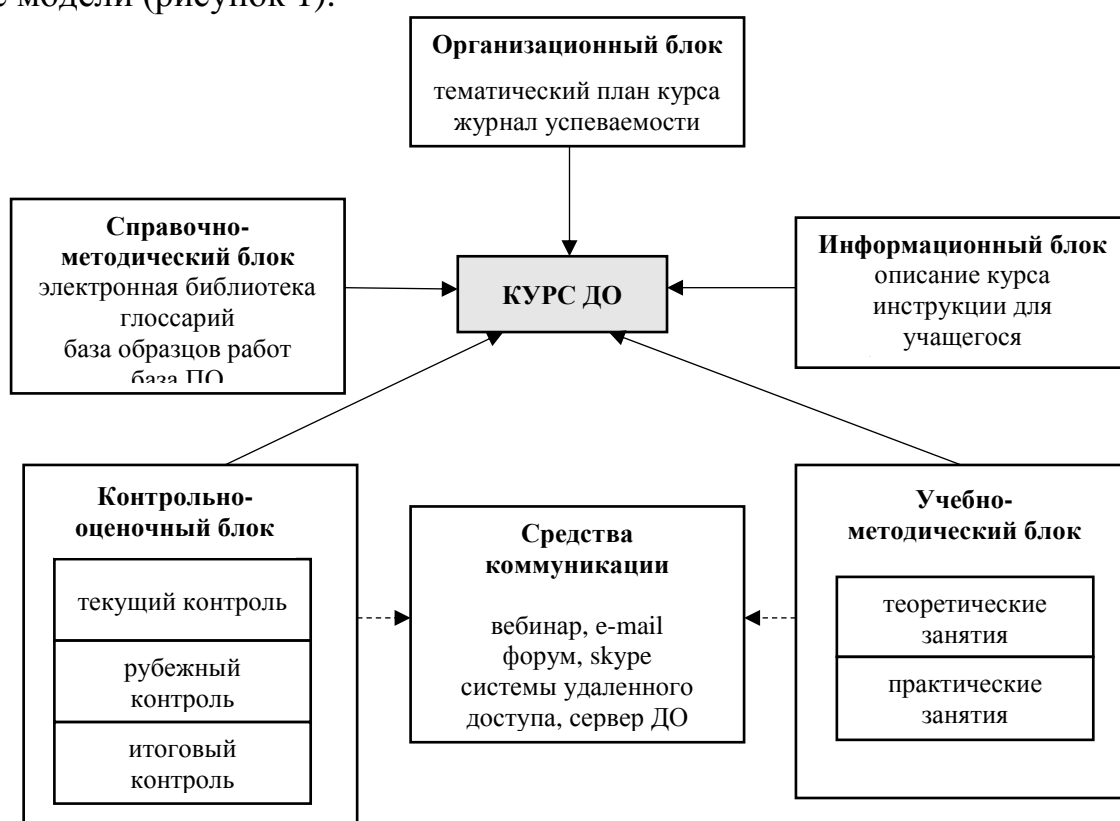 е модели (рисунок 1).
Организационный блок
тематический план курса
журнал успеваемости
Справочно-
методический блок
электронная библиотека
глоссарий
база образцов работ
база ПО
КУРС ДО
Информационный блок
описание курса
инструкции для
учащегося
Контрольно-
оценочный блок
текущий контроль
рубежный
контроль
итоговый
контроль
Средства
коммуникации
вебинар, e-mail
форум, skype
системы удаленного
доступа, сервер ДО
Учебно-
методический блок
теоретические
занятия
практические
занятия